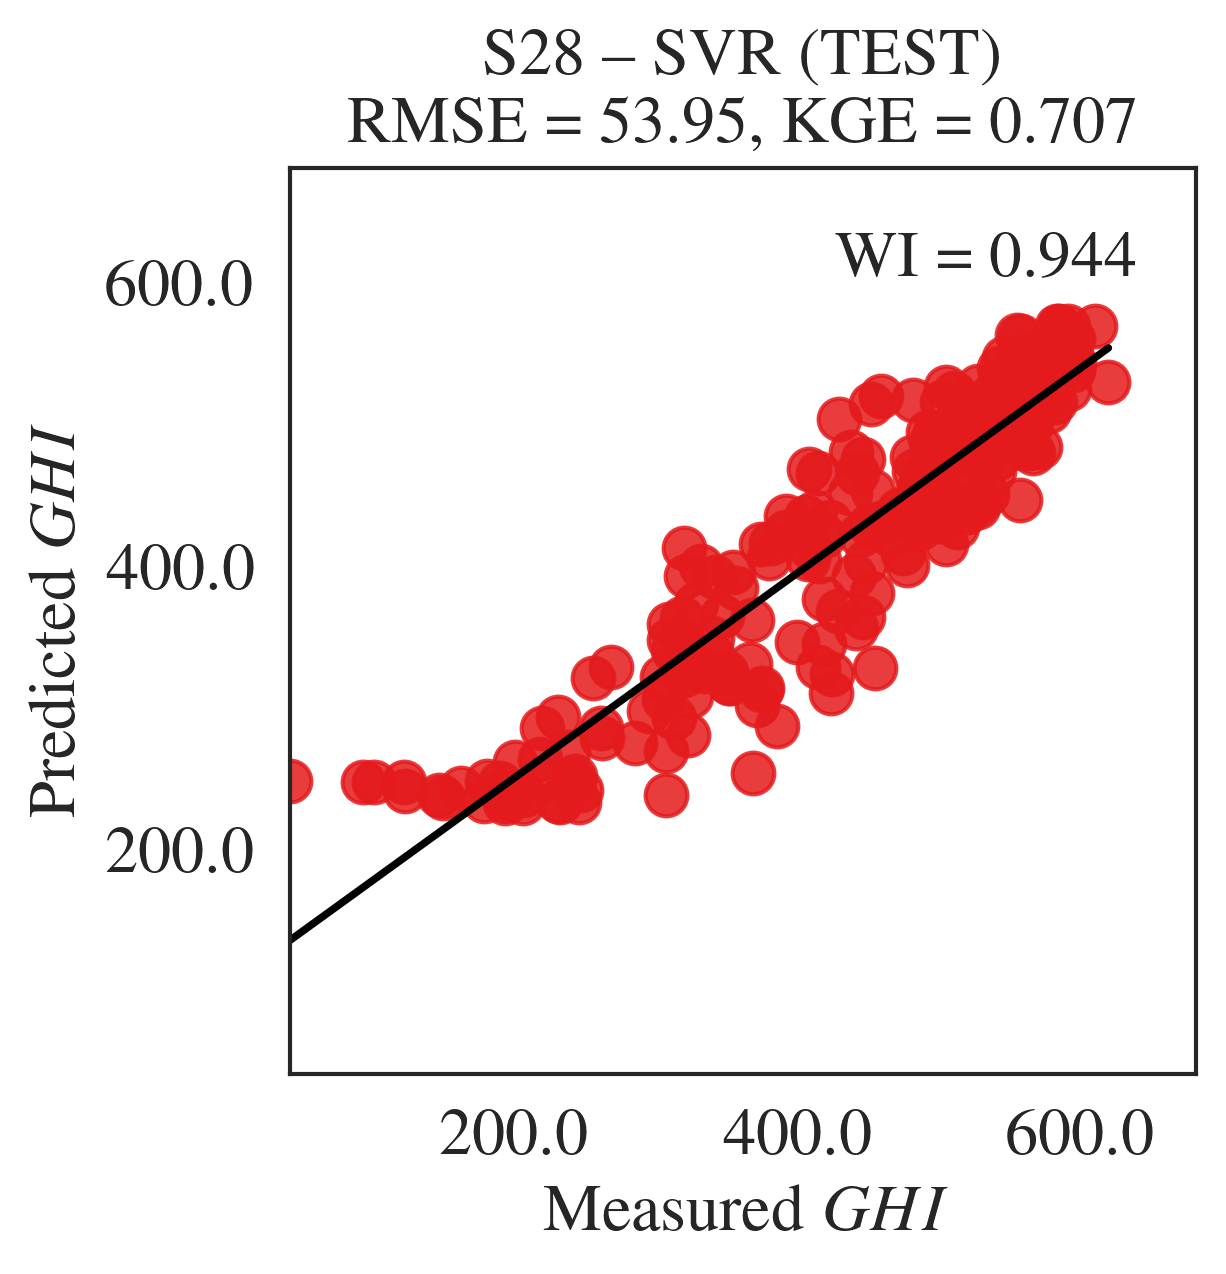 S28 – SVR (TEST)
RMSE = 53.95, KGE = 0.707
WI = 0.944
600.0
400.0
200.0
Predicted GHI
200.0 400.0 600.0
Measured GHI